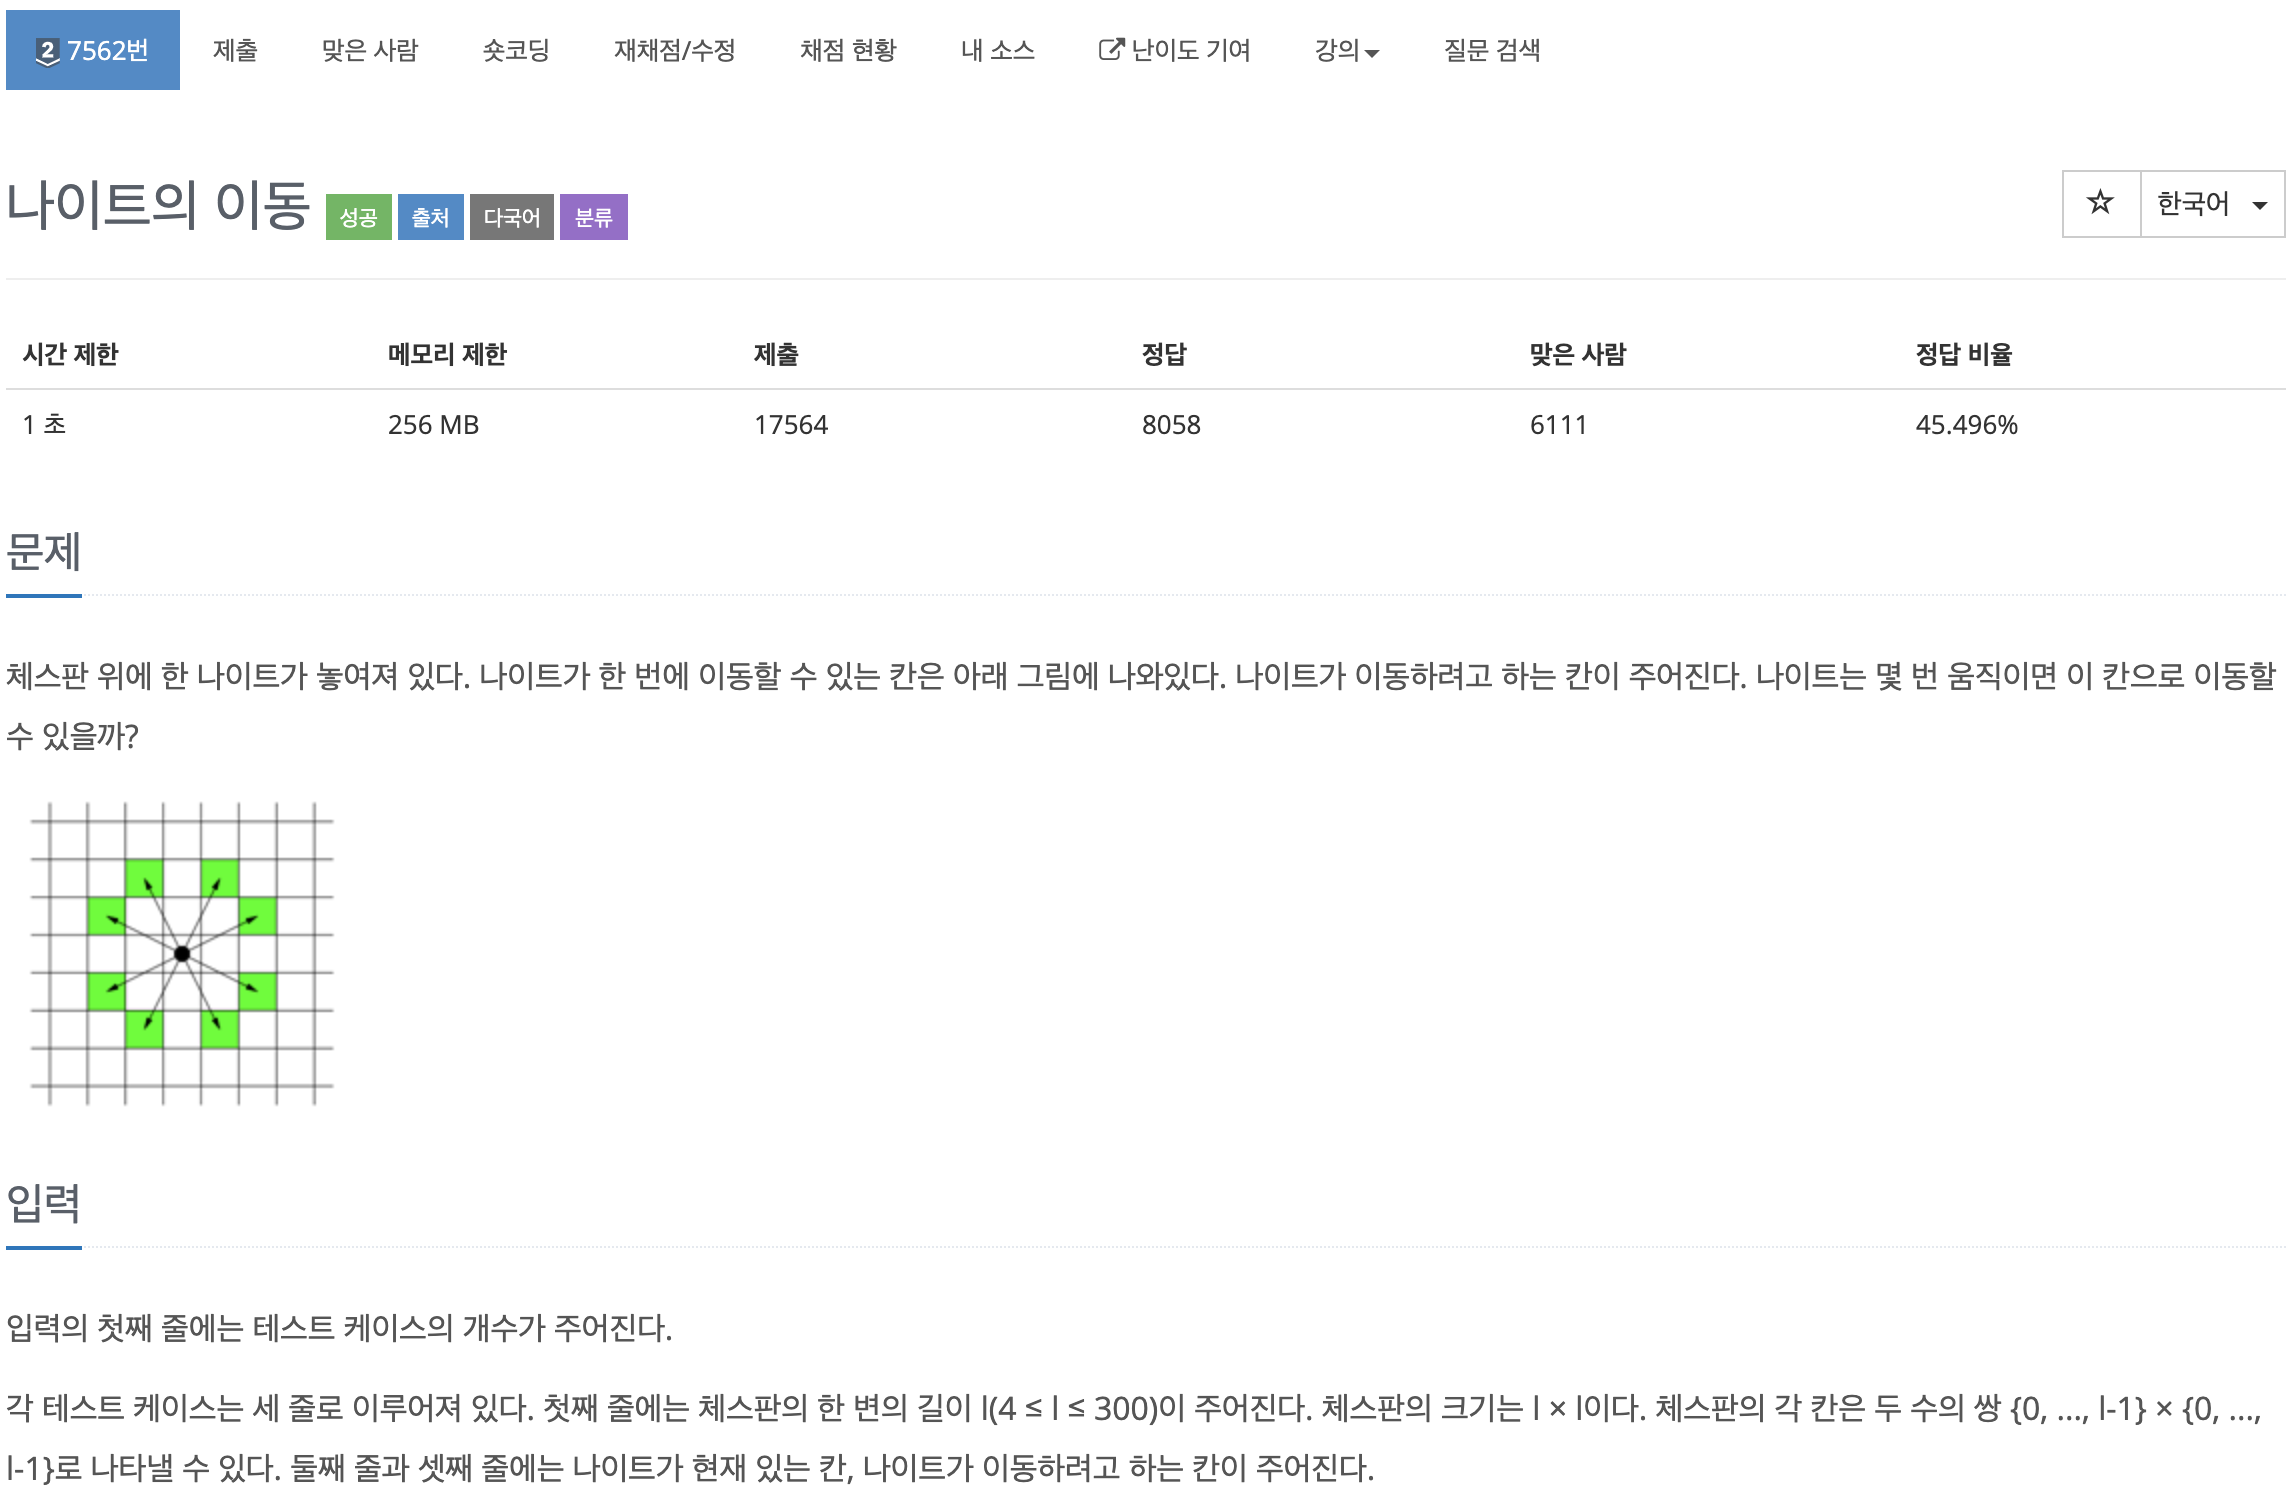 2 7562번 제출 맞은 사람 숏코딩 재채점/수정 채점 현황 내 소스 난이도 기여 강의 질문 검색
나이트의 이동 성공 출처 다국어 분류 한국어
시간 제한 메모리 제한 제출 정답 맞은 사람 정답 비율
1 초 256 MB 17564 8058 6111 45.496%
문제
체스판 위에 한 나이트가 놓여져 있다. 나이트가 한 번에 이동할 수 있는 칸은 아래 그림에 나와있다. 나이트가 이동하려고 하는 칸이 주어진다. 나이트는 몇 번 움직이면 이 칸으로 이동할
수 있을까?
입력
입력의 첫째 줄에는 테스트 케이스의 개수가 주어진다.
각 테스트 케이스는 세 줄로 이루어져 있다. 첫째 줄에는 체스판의 한 변의 길이 l(4 ≤ l ≤ 300)이 주어진다. 체스판의 크기는 l × l이다. 체스판의 각 칸은 두 수의 쌍 {0, ..., l-1} × {0, ...,
l-1}로 나타낼 수 있다. 둘째 줄과 셋째 줄에는 나이트가 현재 있는 칸, 나이트가 이동하려고 하는 칸이 주어진다.